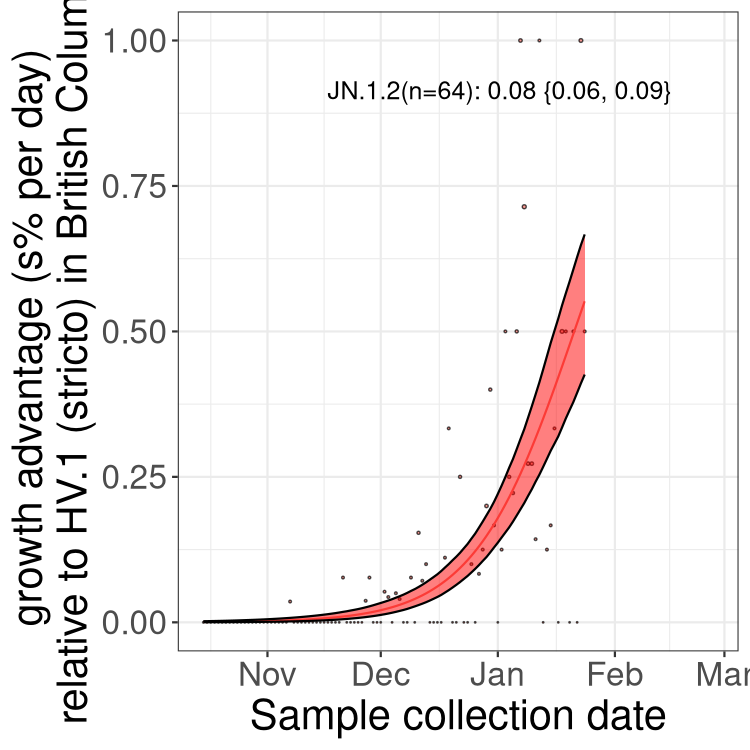 growth advantage (s% per day)
relative to HV.1 (stricto) in British Colum
1.00
0.75
0.50
0.25
0.00
JN.1.2(n=64): 0.08 {0.06, 0.09}
Nov Dec Jan Feb Mar
Sample collection date